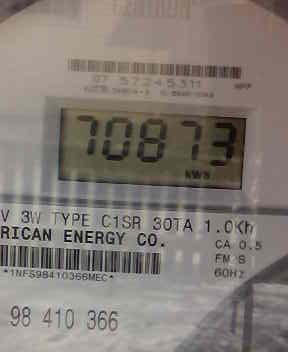 07 57245311
70873
kWh
V 3W TYPE C1SR 30TA 1.0Kh
RICAN ENERGY CO.
CA 0.5
FM S
60Hz
*1NFS98410366MEC*
98 410 366